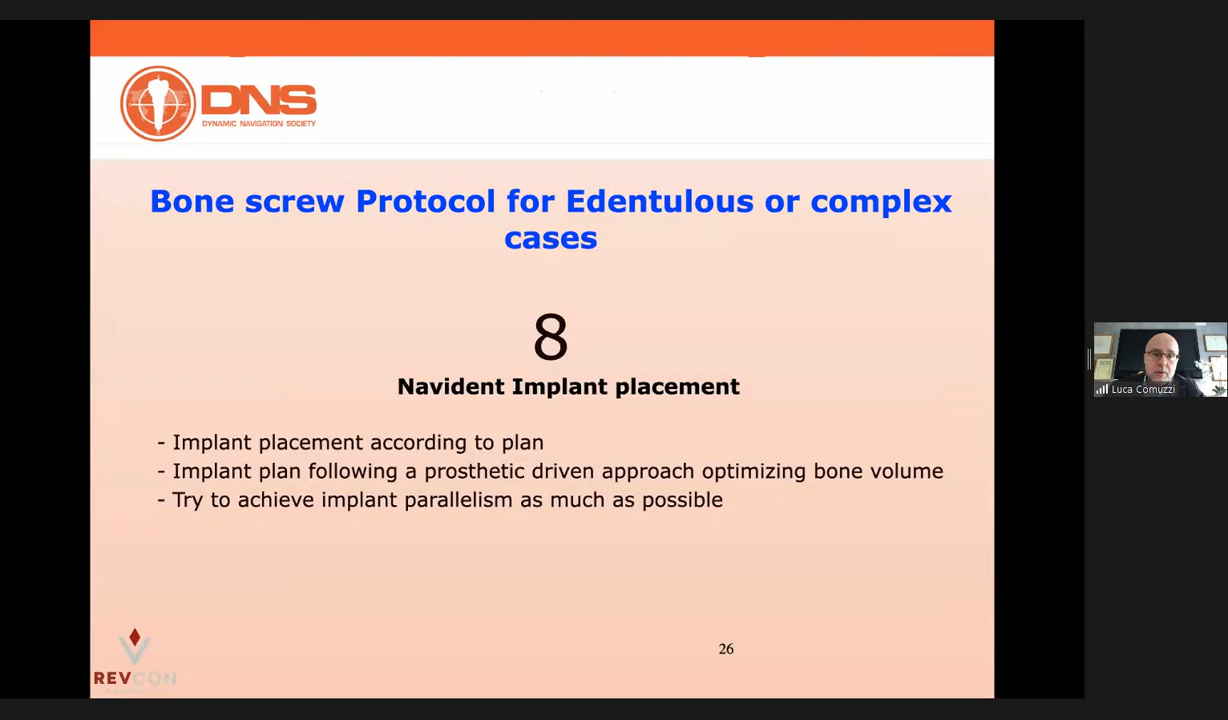 DNS
DYNAMIC NAVIGATION SOCIETY
Bone screw Protocol for Edentulous or complex
cases
8
Navident Implant placement
- Implant placement according to plan
- Implant plan following a prosthetic driven approach optimizing bone volume
- Try to achieve implant parallelism as much as possible
Luca Comuzzi
26
REVCON